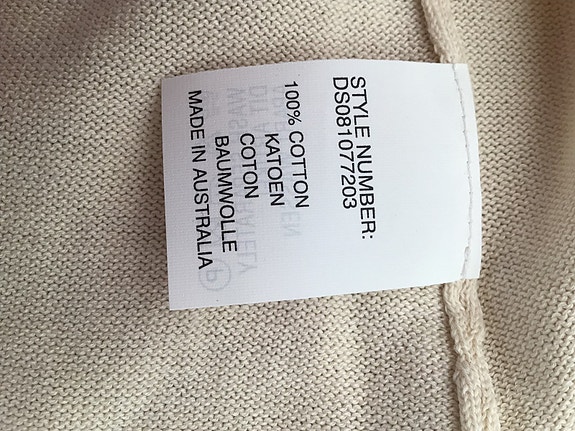 STYLE NUMBER:
DS081077203
100% COTTON
KATOEN
COTON
BAUMWOLLE
MADE IN AUSTRALIA